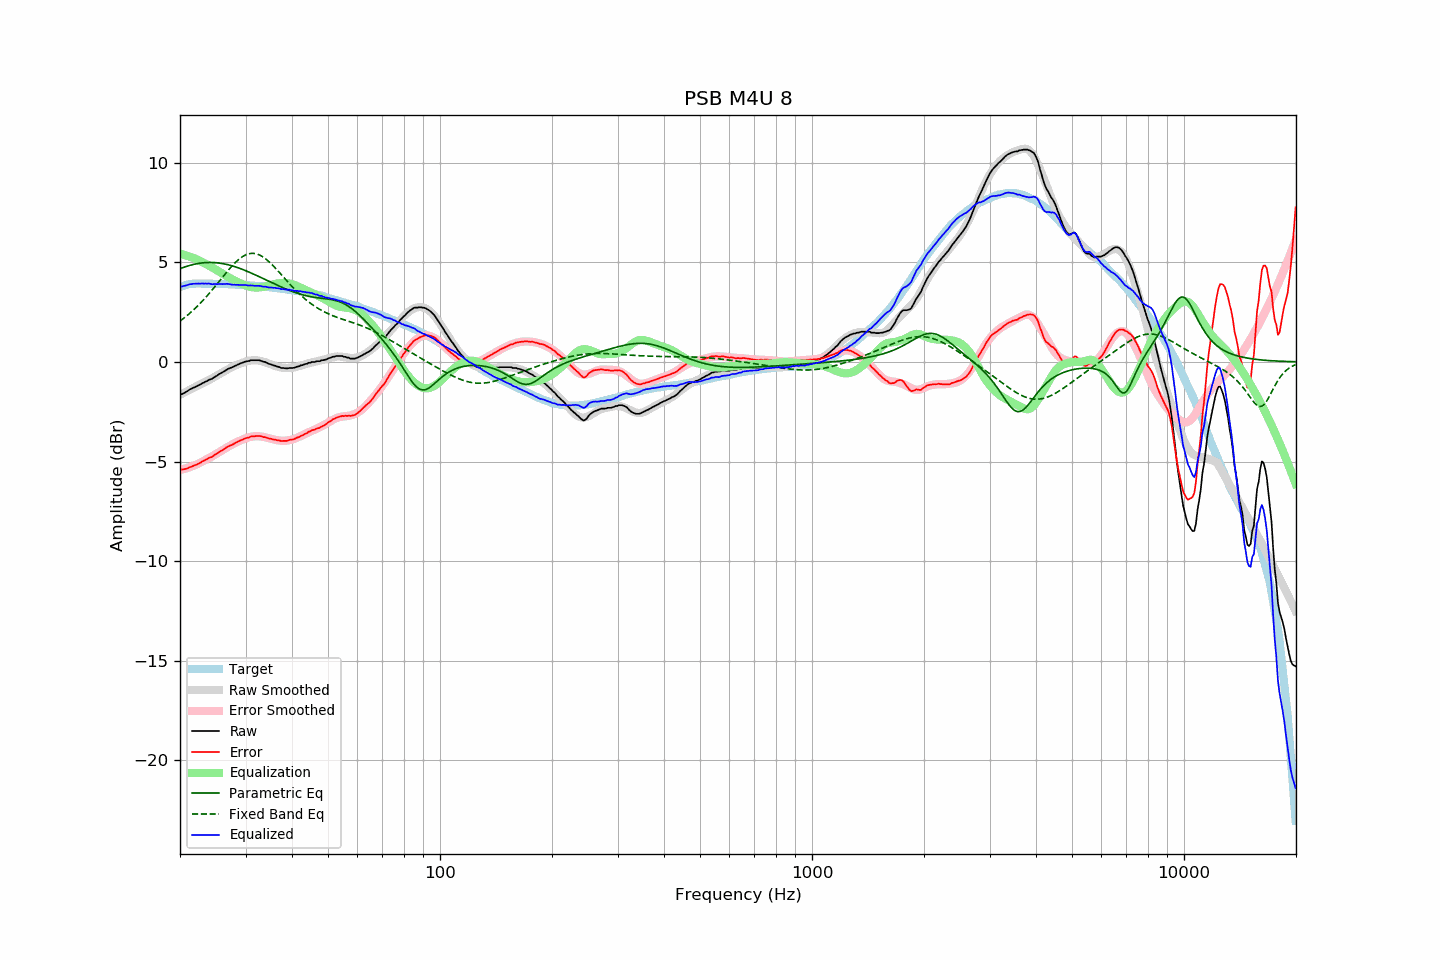 PSB M4U 8
Amplitude (dBr)
10
5
0
−5
−10
−15
−20
Target
Raw Smoothed
Error Smoothed
Raw
Error
Equalization
Parametric Eq
Fixed Band Eq
Equalized
100 1000 10000
Frequency (Hz)